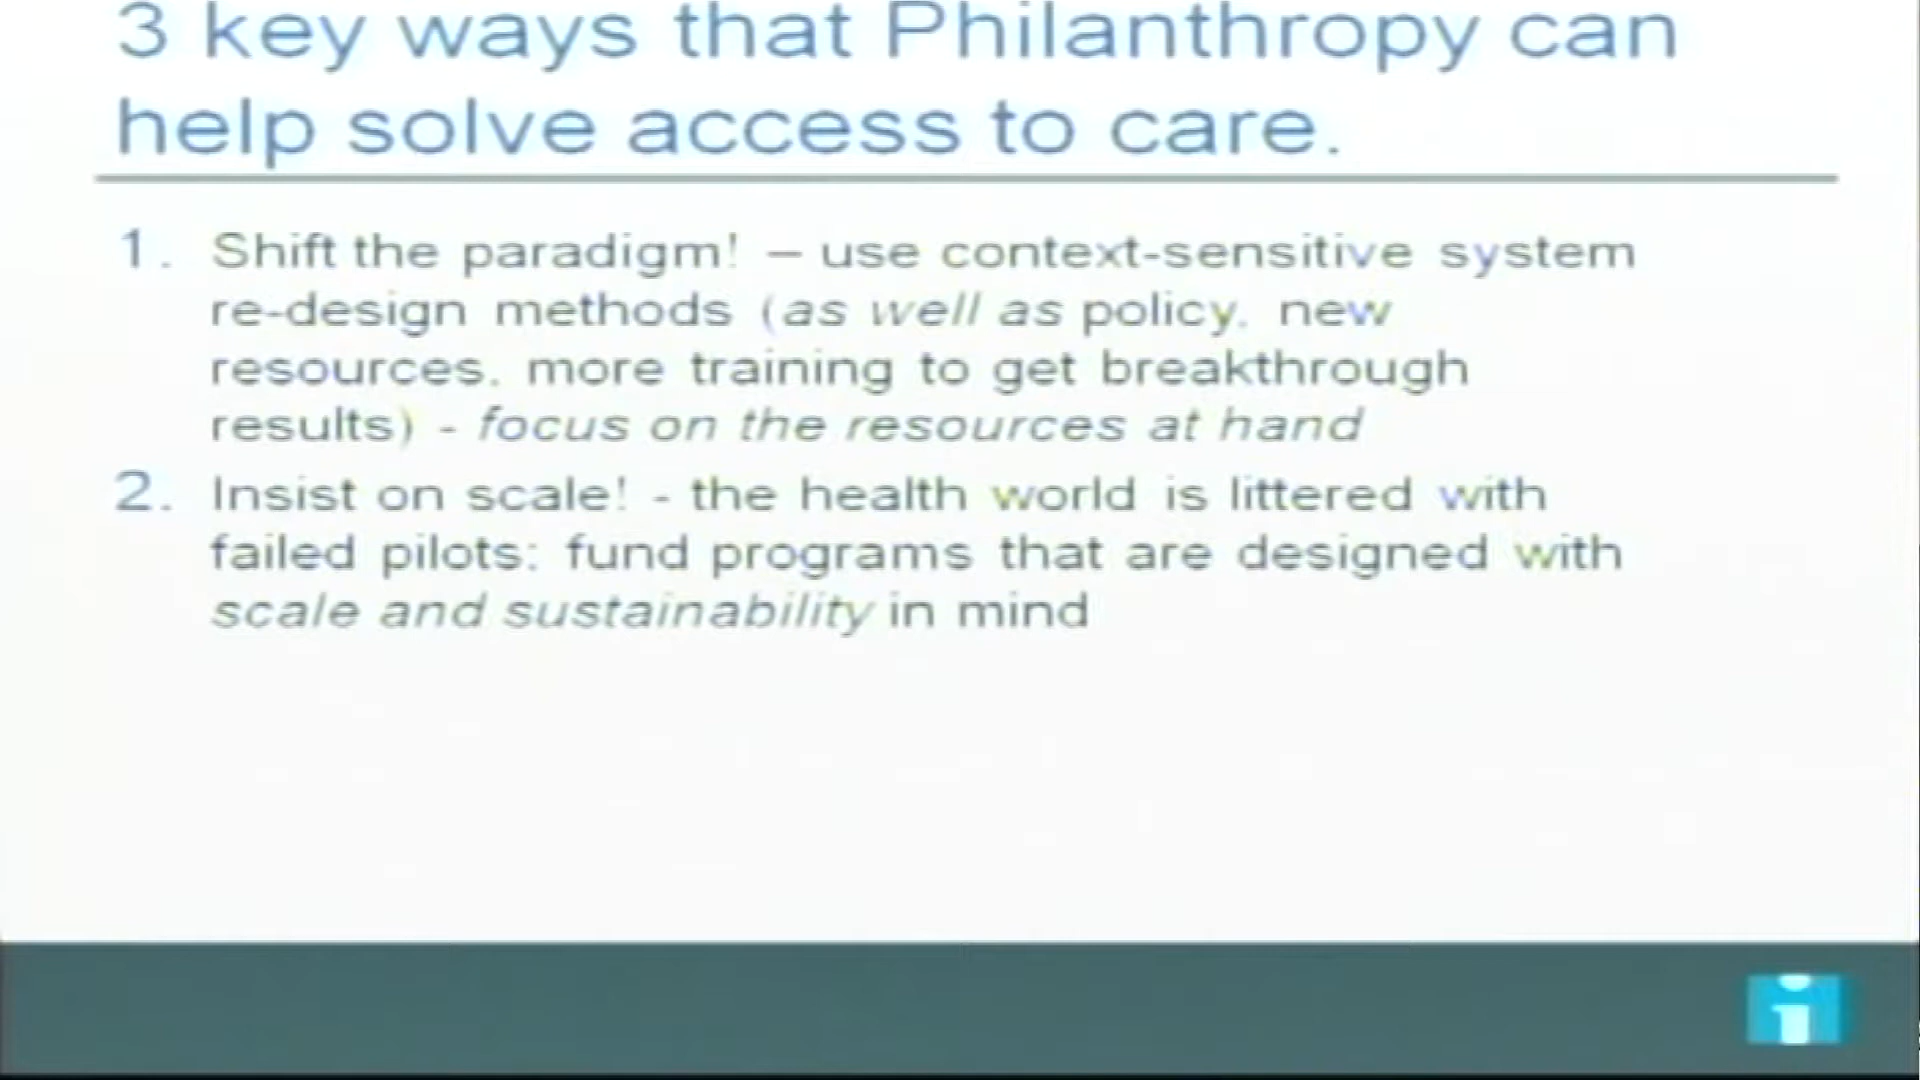 3 key ways that Philanthropy can
help solve access to care.
1. Shift the paradigm! – use context-sensitive system
re-design methods (as well as policy, new
resources, more training to get breakthrough
results) - focus on the resources at hand
2. Insist on scale! - the health world is littered with
failed pilots: fund programs that are designed with
scale and sustainability in mind
i